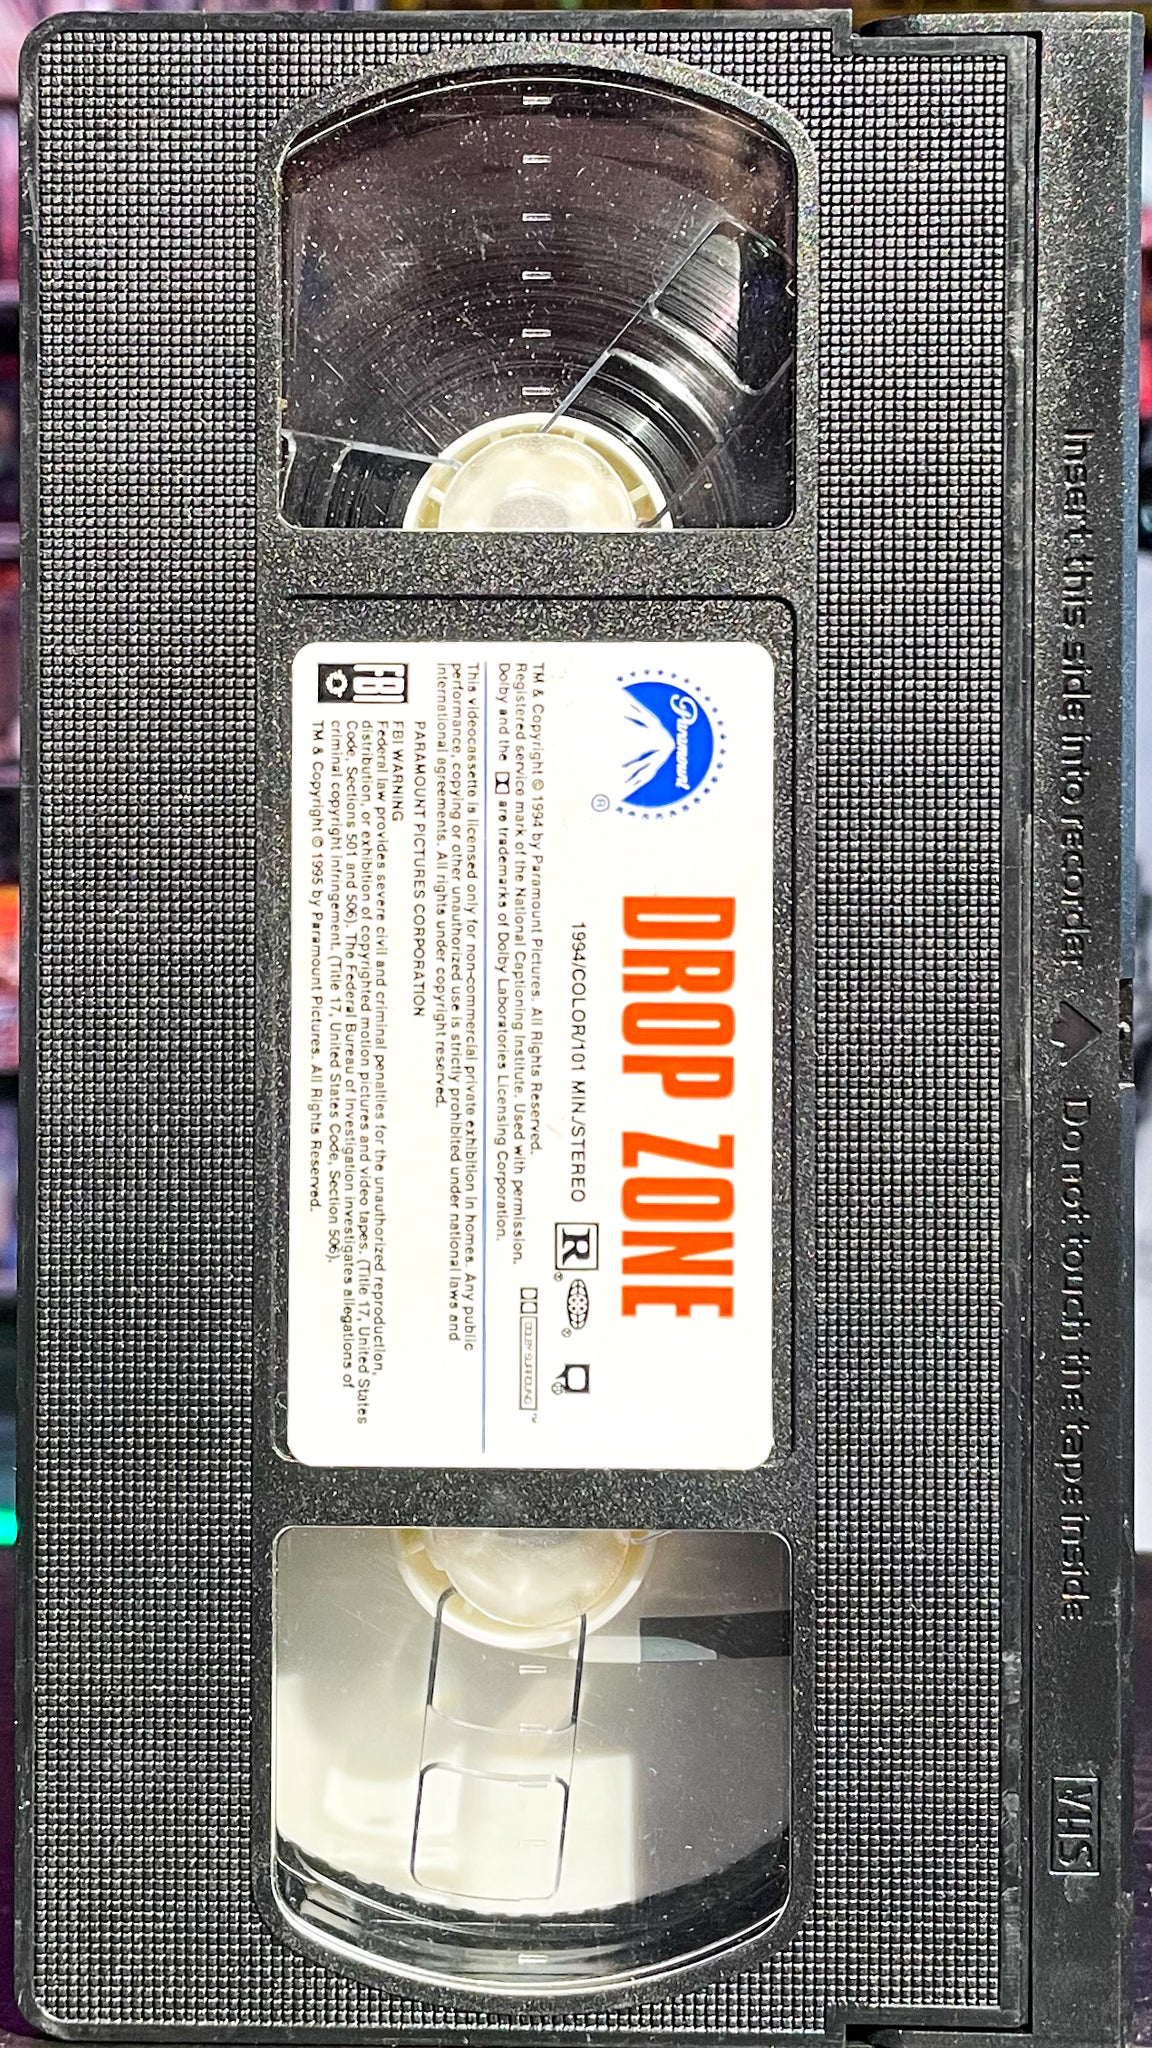 Insert this side into recorder
Do not touch the tape inside
VHS
Paramount
®
DROP ZONE
1994/COLOR/101 MIN./STEREO
R
DOLBY SURROUND
TM & Copyright © 1994 by Paramount Pictures. All Rights Reserved.
Registered service mark of the National Captioning Institute. Used with permission.
Dolby and the are trademarks of Dolby Laboratories Licensing Corporation.
This videocassette is licensed only for non-commercial private exhibition in homes. Any public
performance, copying or other unauthorized use is strictly prohibited under national laws and
international agreements. All rights under copyright reserved.
PARAMOUNT PICTURES CORPORATION
FBI
FBI WARNING
Federal law provides severe civil and criminal penalties for the unauthorized reproduction,
distribution, or exhibition of copyrighted motion pictures and video tapes. (Title 17, United States
Code, Sections 501 and 506). The Federal Bureau of Investigation investigates allegations of
criminal copyright infringement. (Title 17, United States Code, Section 506).
TM & Copyright © 1995 by Paramount Pictures. All Rights Reserved.